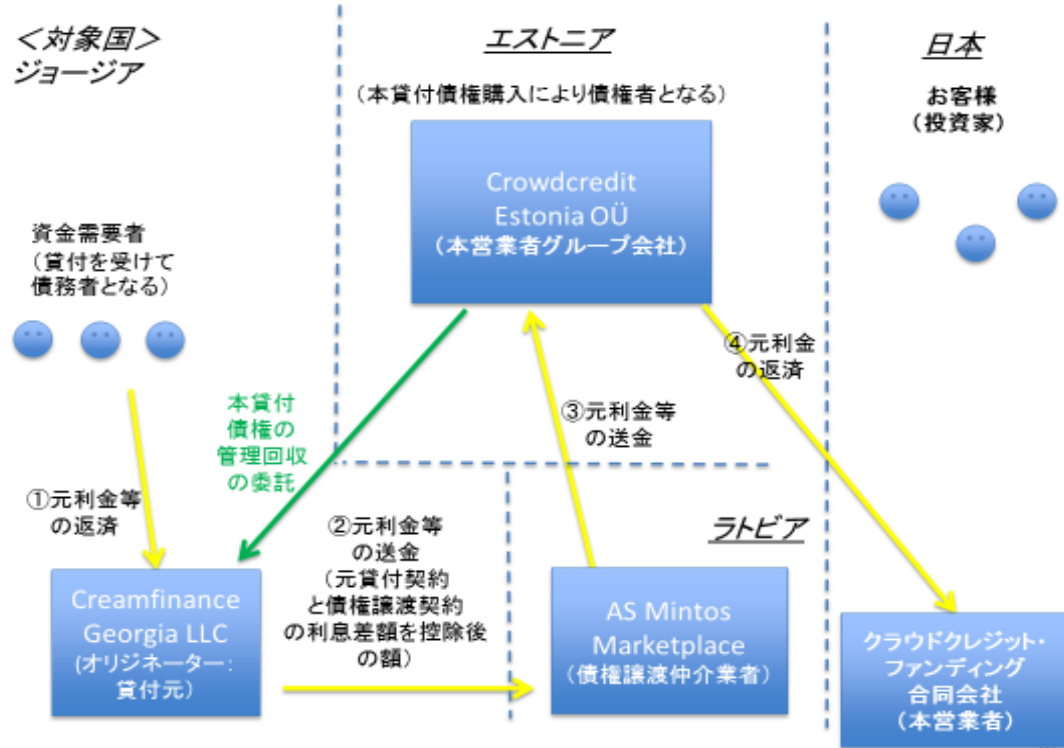 ＜対象国＞
ジョージア
エストニア
日本
（本貸付債権購入により債権者となる）
お客様
（投資家）
Crowdcredit
Estonia OÜ
（本営業者グループ会社）
資金需要者
（貸付を受けて
債務者となる）
④元利金
の返済
本貸付
債権の
管理回収
の委託
③元利金等
の送金
①元利金等
の返済
②元利金等
の送金
（元貸付契約
と債権譲渡契約
の利息差額を控除後
の額）
ラトビア
Creamfinance
Georgia LLC
(オリジネーター：
貸付元）
AS Mintos
Marketplace
（債権譲渡仲介業者）
クラウドクレジット・
ファンディング
合同会社
（本営業者）